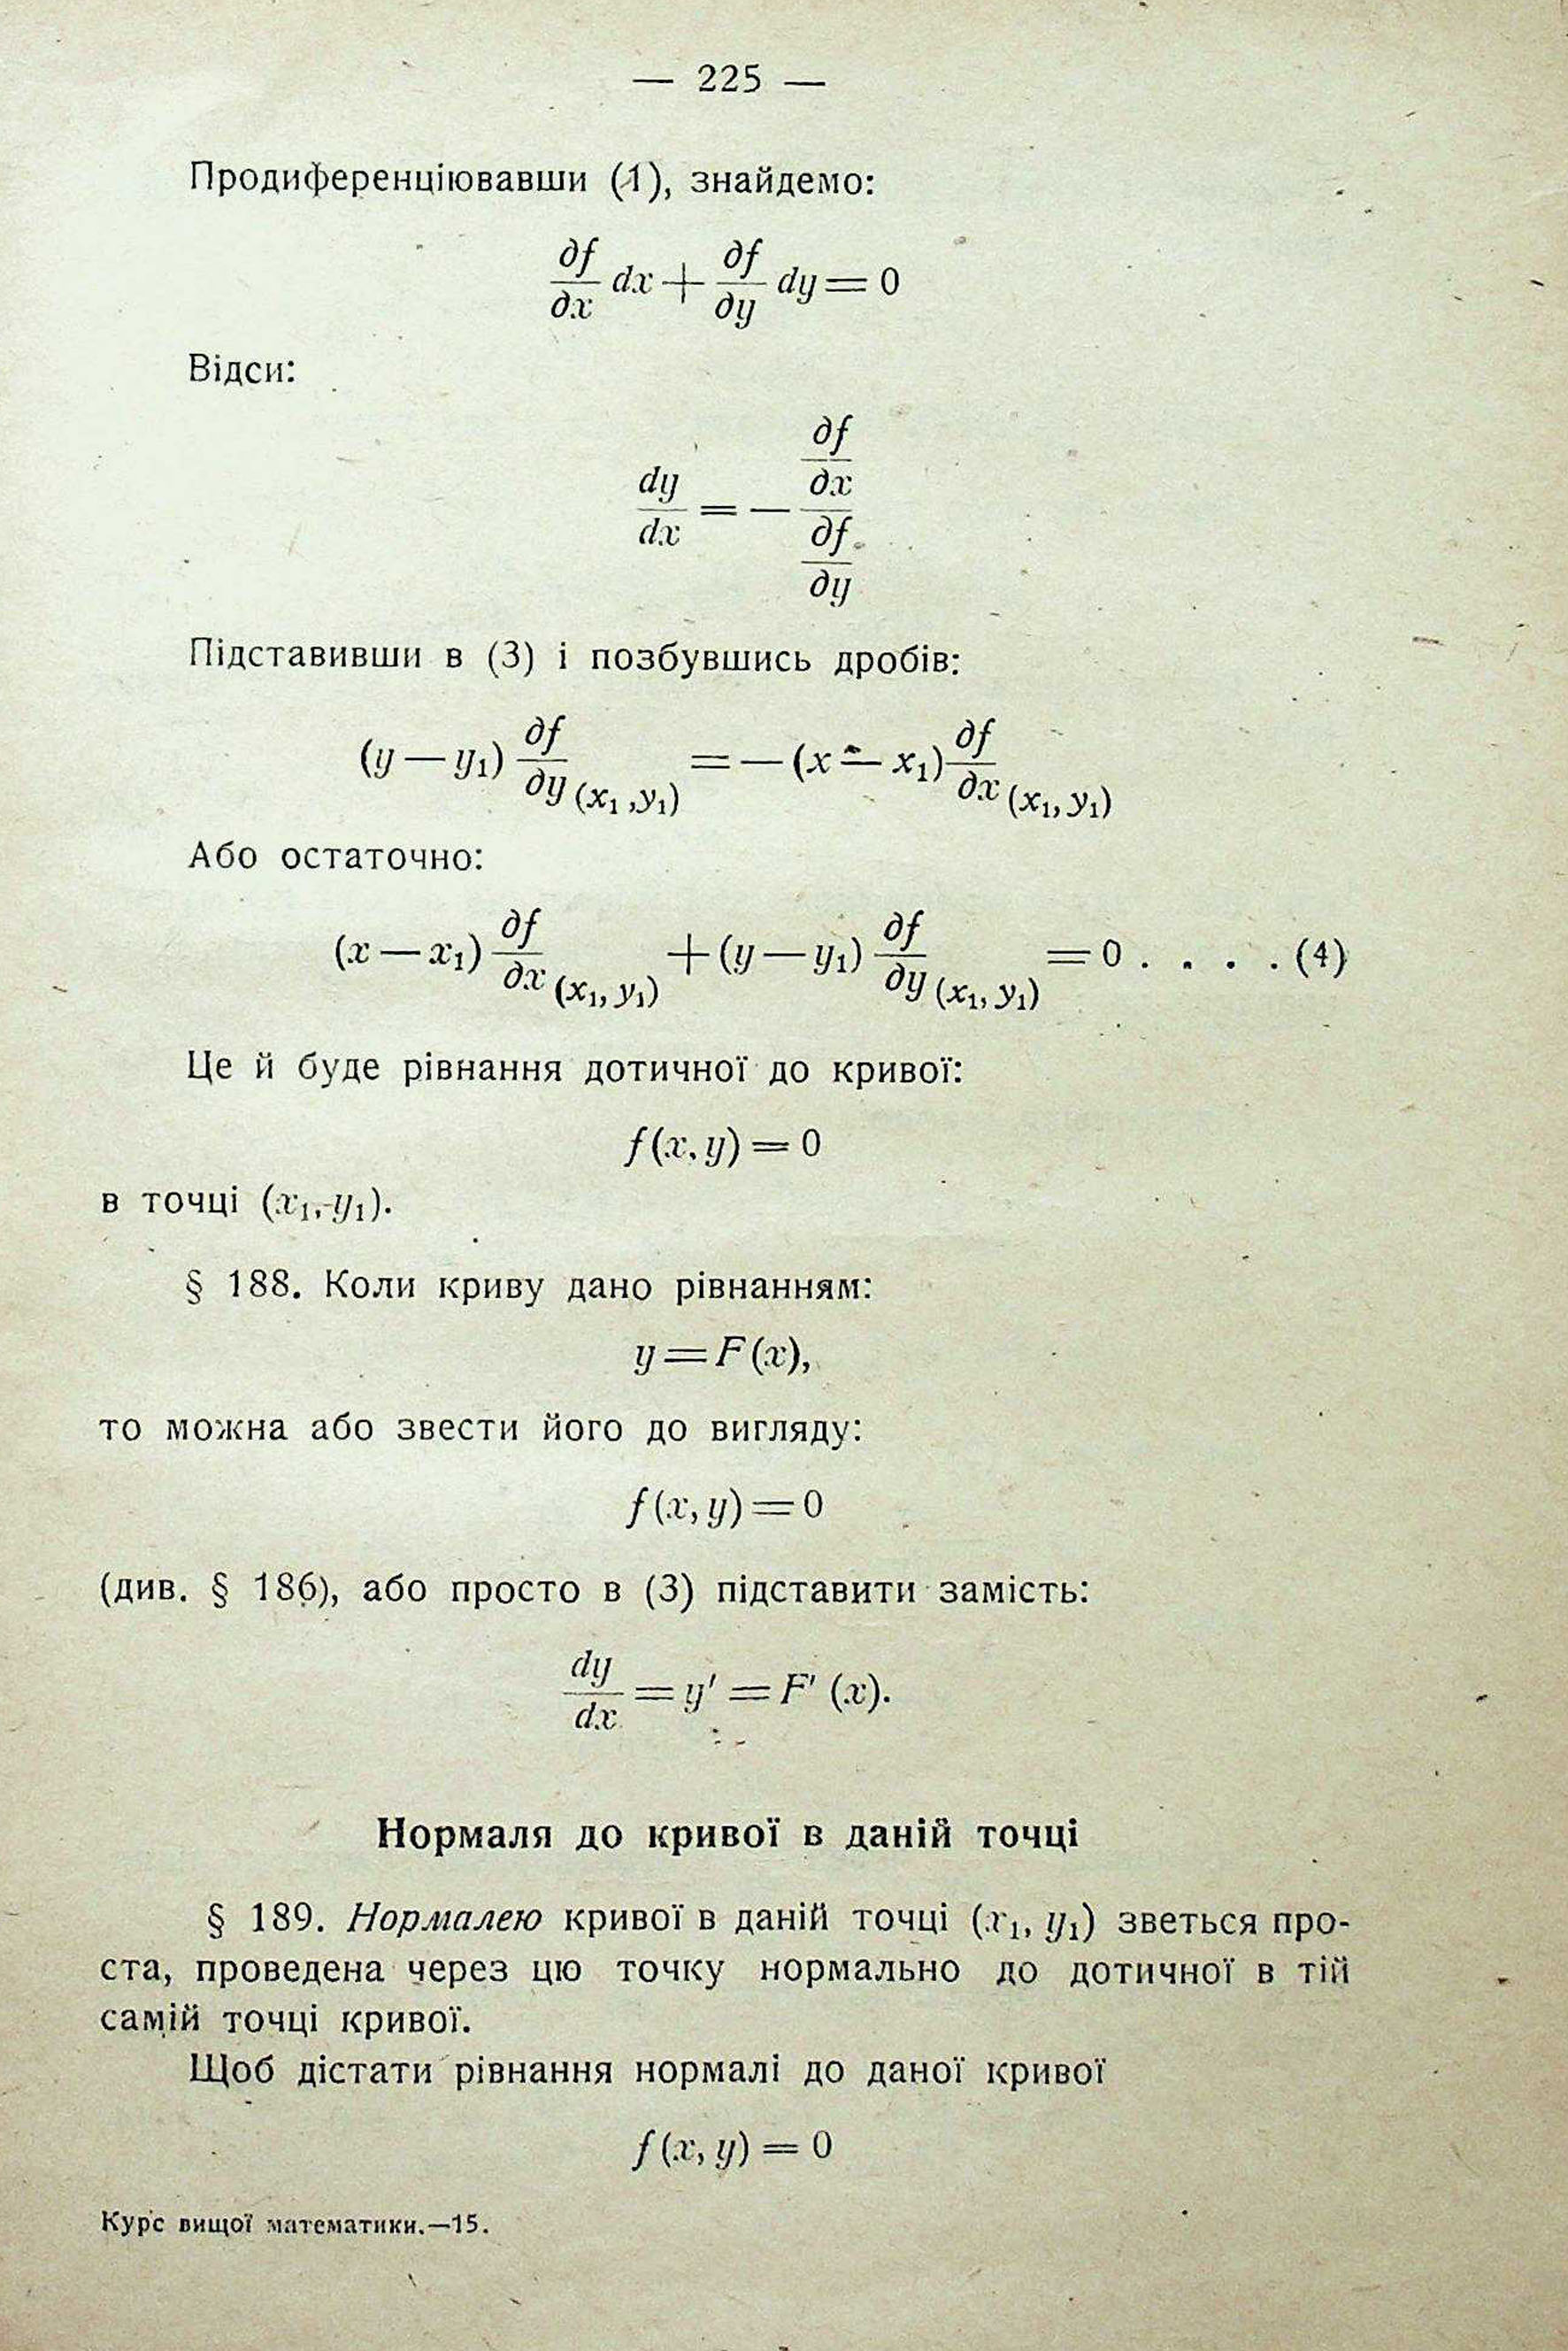 — 225 —
Продиференціювавши (1), знайдемо:
∂f/∂x dx + ∂f/∂y dy = 0
Відси:
dy/dx = — ∂f/∂x / ∂f/∂y
Підставивши в (3) і позбувшись дробів:
(y — y₁) ∂f/∂y (x₁, y₁) = — (x — x₁) ∂f/∂x (x₁, y₁)
Або остаточно:
(x — x₁) ∂f/∂x (x₁, y₁) + (y — y₁) ∂f/∂y (x₁, y₁) = 0 . . . . (4)
Це й буде рівнання дотичної до кривої:
f (x, y) = 0
в точці (x₁, y₁).
§ 188. Коли криву дано рівнанням:
y = F (x),
то можна або звести його до вигляду:
f (x, y) = 0
(див. § 186), або просто в (3) підставити замість:
dy/dx = y′ = F′ (x).
Нормаля до кривої в даній точці
§ 189. Нормалею кривої в даній точці (x₁, y₁) зветься про-
ста, проведена через цю точку нормально до дотичної в тій
самій точці кривої.
Щоб дістати рівнання нормалі до даної кривої
f (x, y) = 0
Курс вищої математики.—15.